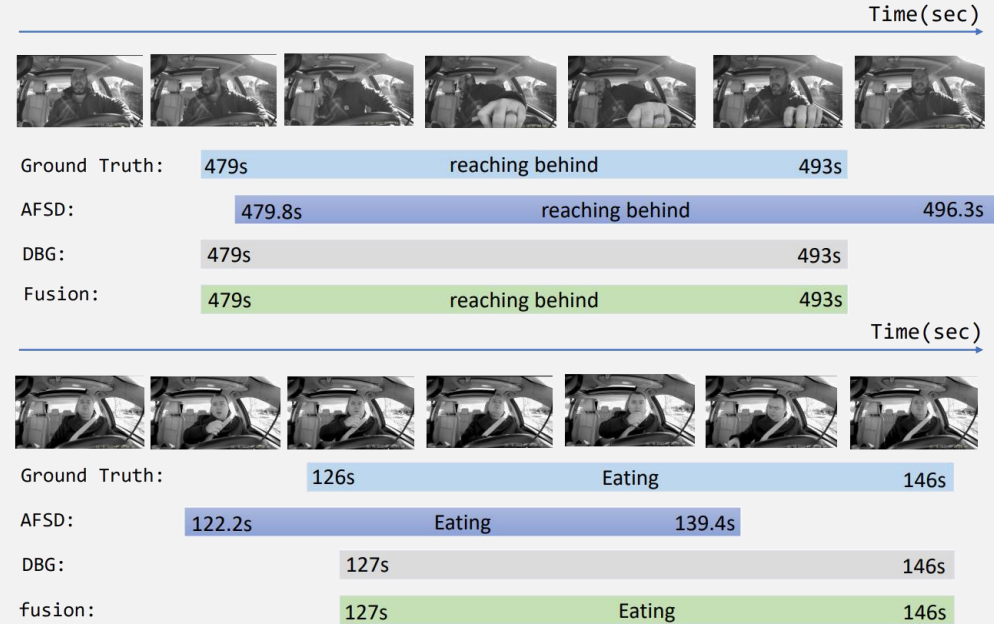 Time(sec)
Ground Truth: 479s reaching behind 493s
AFSD: 479.8s reaching behind 496.3s
DBG: 479s 493s
Fusion: 479s reaching behind 493s
Time(sec)
Ground Truth: 126s Eating 146s
AFSD: 122.2s Eating 139.4s
DBG: 127s 146s
fusion: 127s Eating 146s